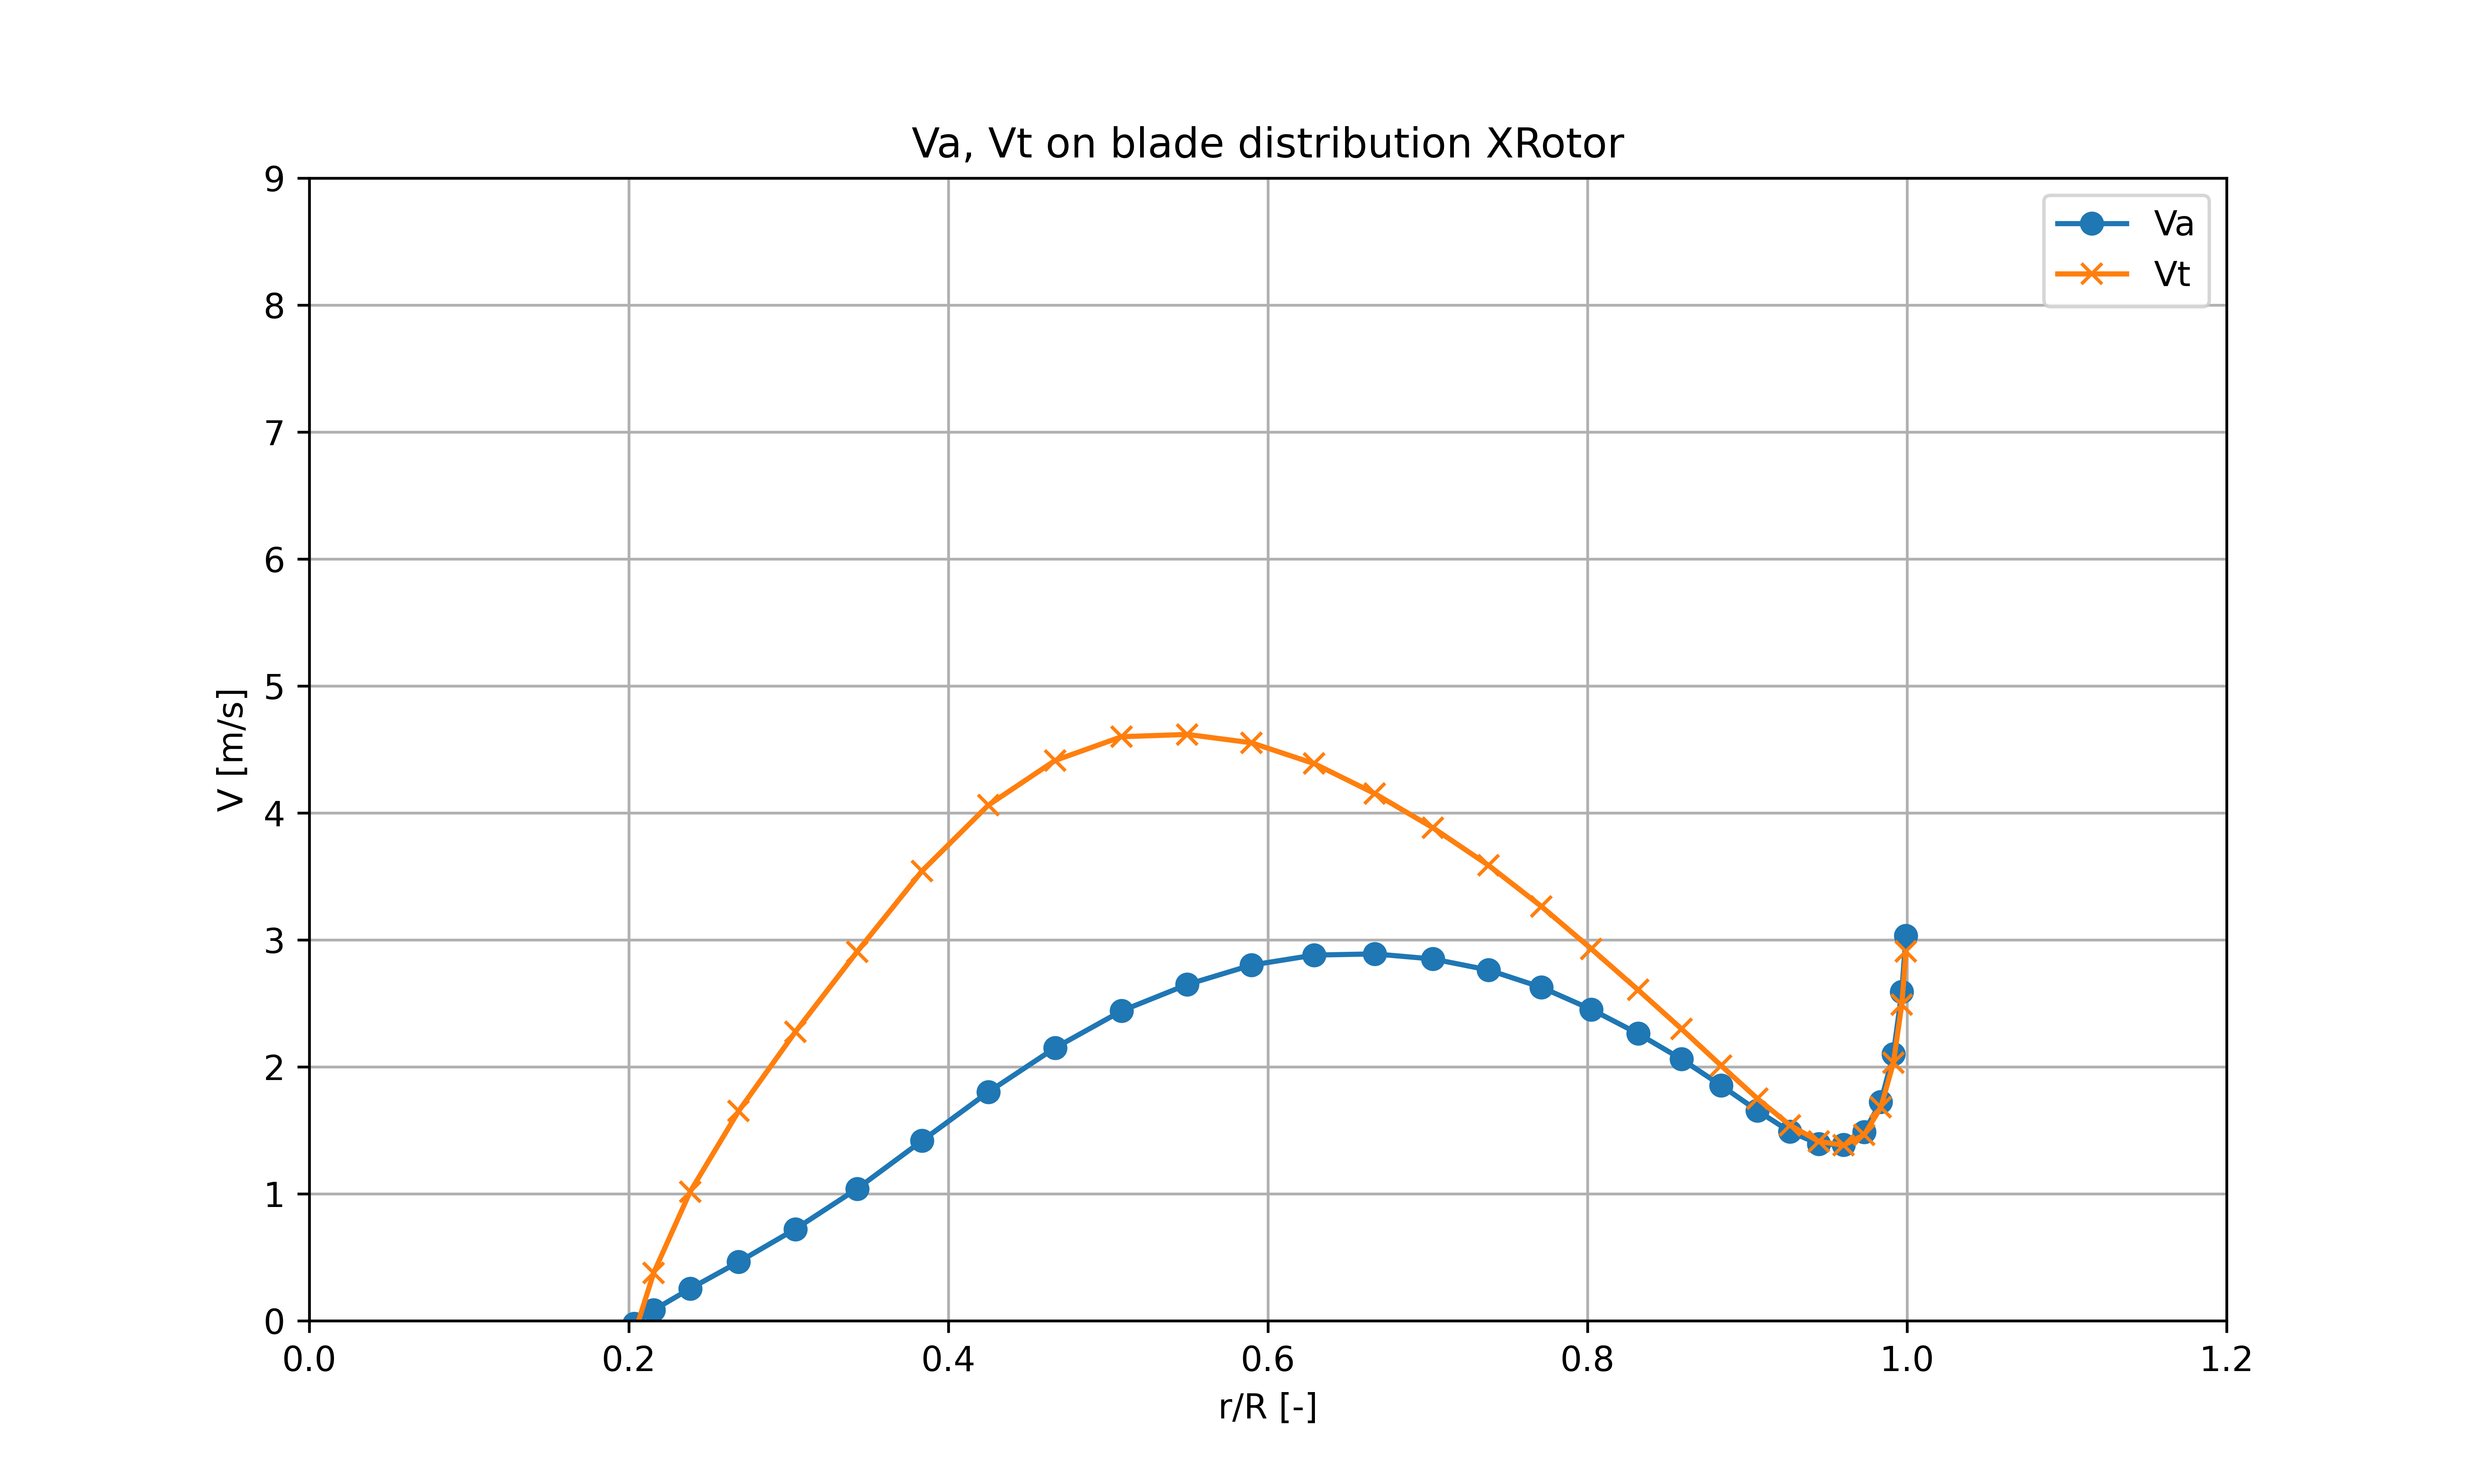 Va, Vt on blade distribution XRotor
9
8
7
6
5
4
3
2
1
0
V [m/s]
Va
Vt
0.0 0.2 0.4 0.6 0.8 1.0 1.2
r/R [-]